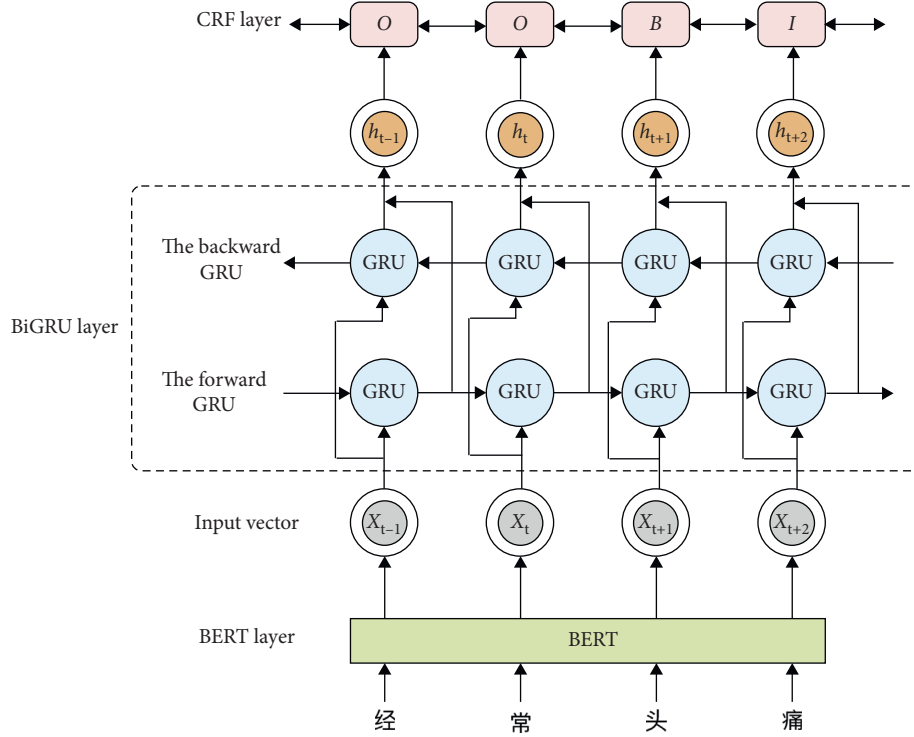 CRF layer O O B I
h_{t–1} h_t h_{t+1} h_{t+2}
The backward
GRU
GRU GRU GRU GRU
BiGRU layer
The forward
GRU
GRU GRU GRU GRU
Input vector X_{t–1} X_t X_{t+1} X_{t+2}
BERT layer BERT
经 常 头 痛